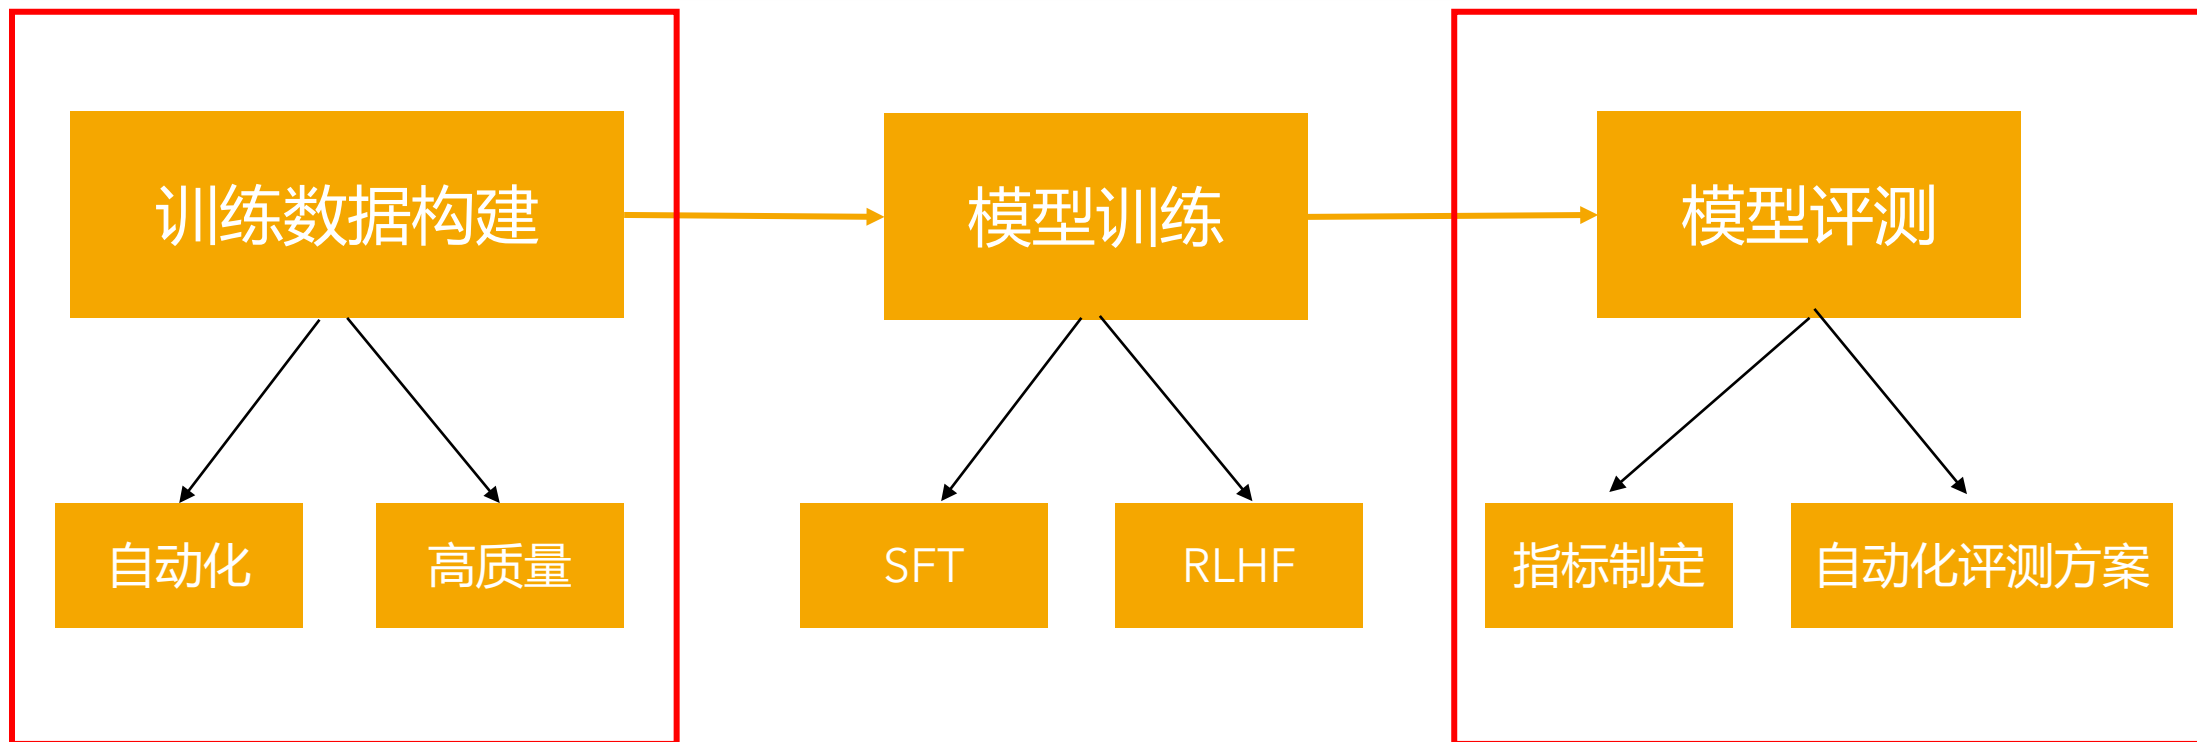 训练数据构建
模型训练
模型评测
自动化
高质量
SFT
RLHF
指标制定
自动化评测方案